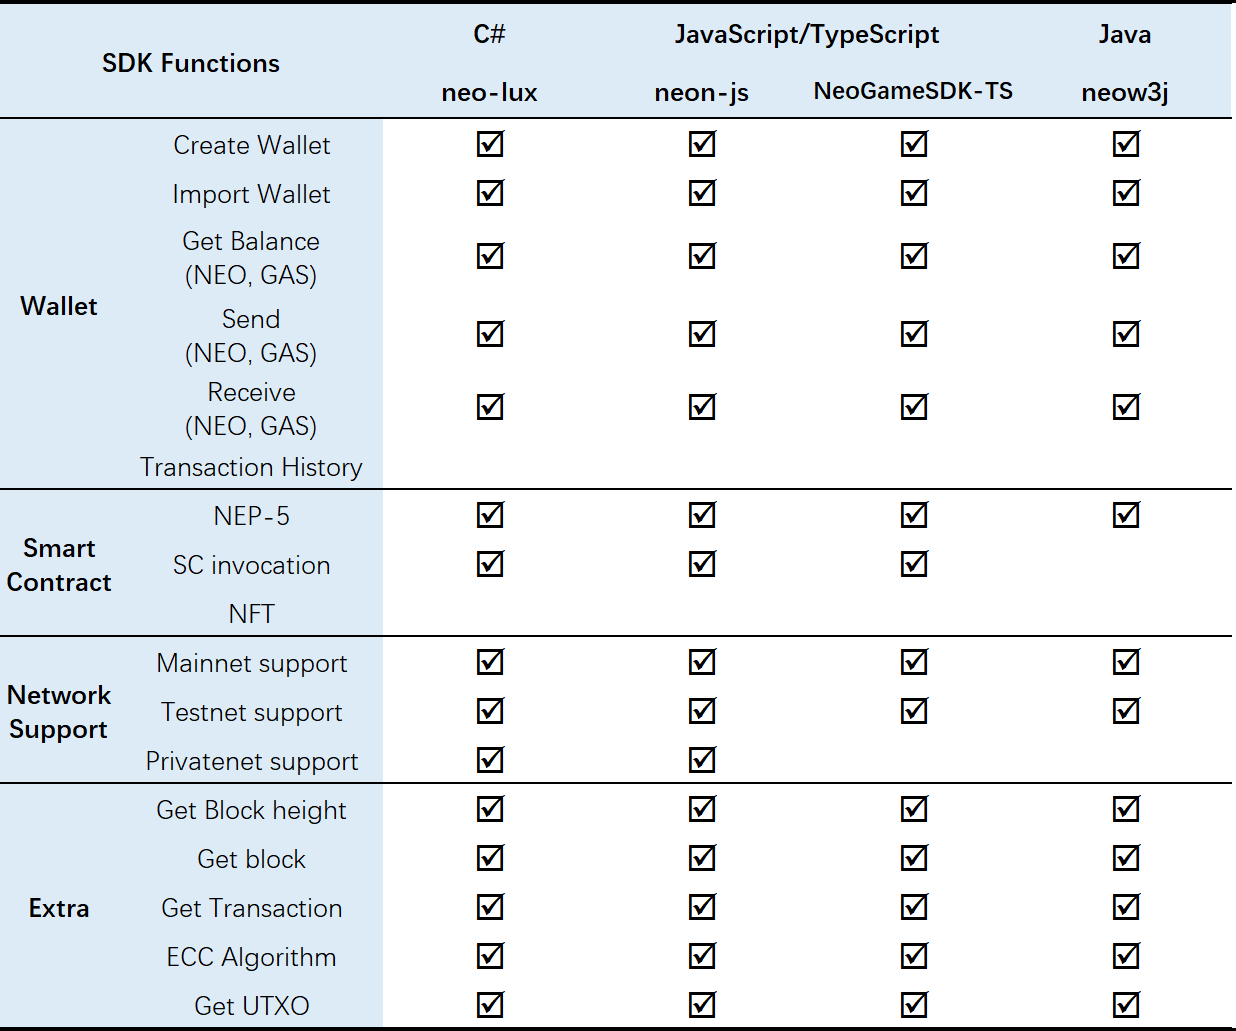 C# JavaScript/TypeScript Java
SDK Functions
neo-lux neon-js NeoGameSDK-TS neow3j
Wallet
Create Wallet ☑ ☑ ☑ ☑
Import Wallet ☑ ☑ ☑ ☑
Get Balance
(NEO, GAS) ☑ ☑ ☑ ☑
Send
(NEO, GAS) ☑ ☑ ☑ ☑
Receive
(NEO, GAS) ☑ ☑ ☑ ☑
Transaction History
Smart
Contract
NEP-5 ☑ ☑ ☑ ☑
SC invocation ☑ ☑ ☑
NFT
Network
Support
Mainnet support ☑ ☑ ☑ ☑
Testnet support ☑ ☑ ☑ ☑
Privatenet support ☑ ☑
Extra
Get Block height ☑ ☑ ☑ ☑
Get block ☑ ☑ ☑ ☑
Get Transaction ☑ ☑ ☑ ☑
ECC Algorithm ☑ ☑ ☑ ☑
Get UTXO ☑ ☑ ☑ ☑